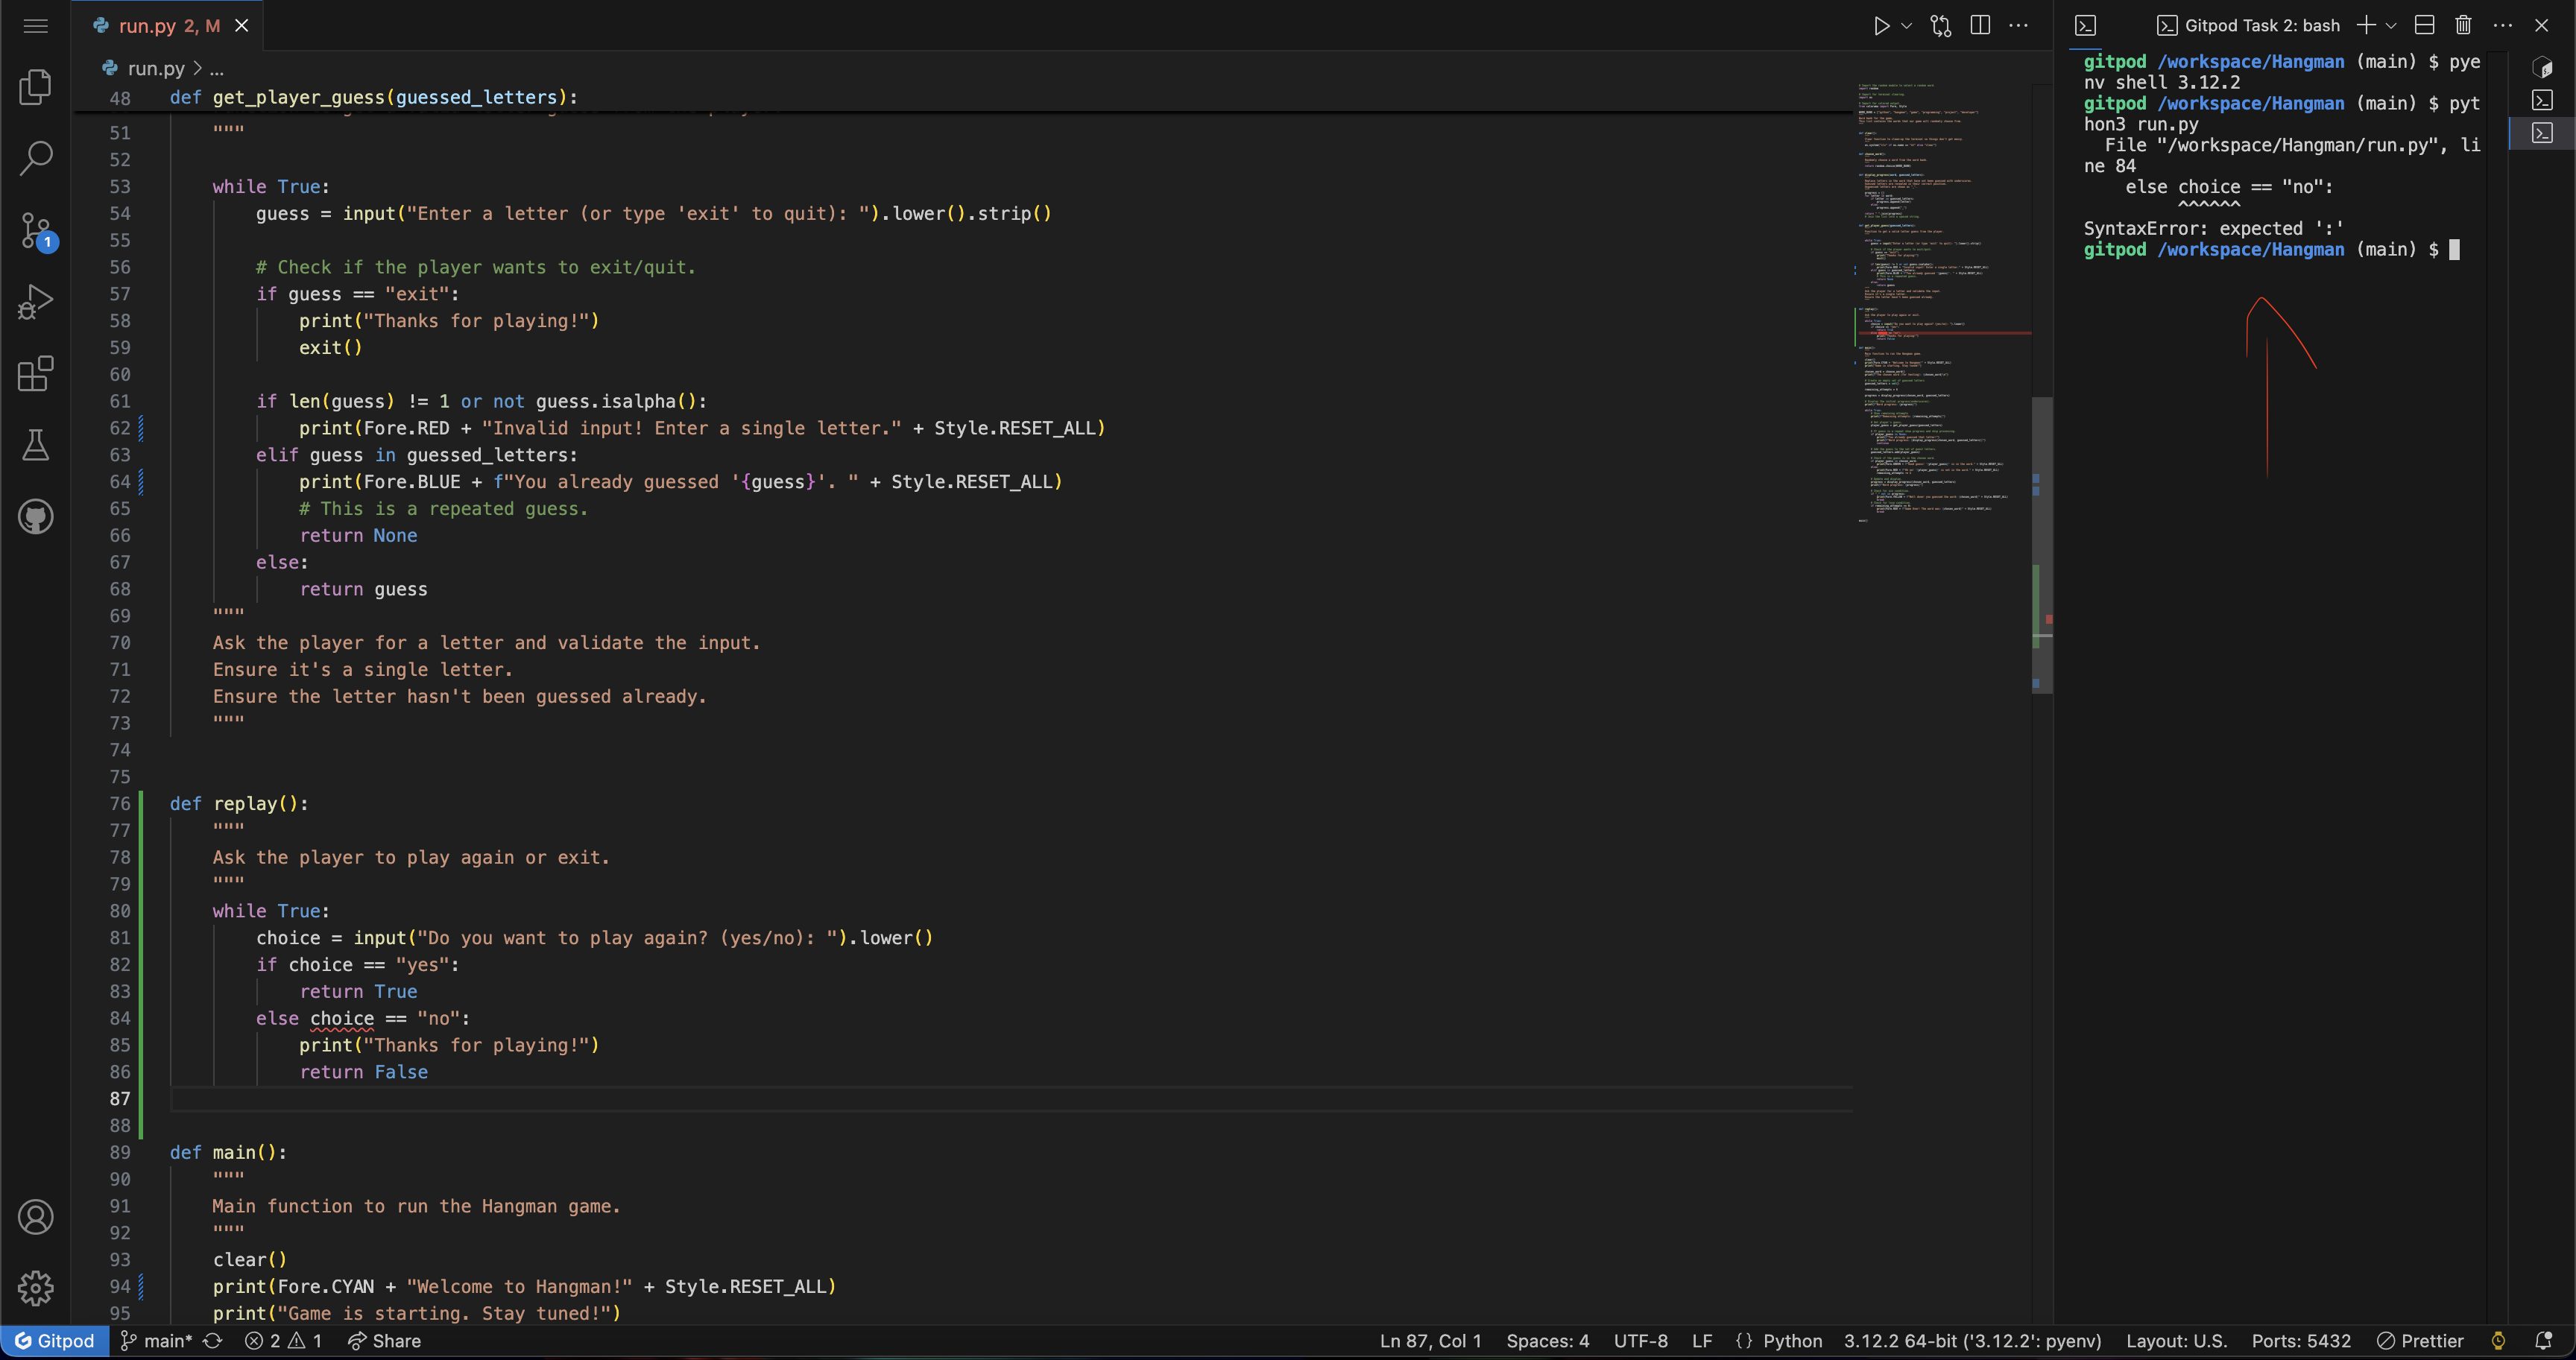 run.py 2, M
run.py > ...
48 def get_player_guess(guessed_letters):
51 """
52
53 while True:
54 guess = input("Enter a letter (or type 'exit' to quit): ").lower().strip()
55
56 # Check if the player wants to exit/quit.
57 if guess == "exit":
58 print("Thanks for playing!")
59 exit()
60
61 if len(guess) != 1 or not guess.isalpha():
62 print(Fore.RED + "Invalid input! Enter a single letter." + Style.RESET_ALL)
63 elif guess in guessed_letters:
64 print(Fore.BLUE + f"You already guessed '{guess}'. " + Style.RESET_ALL)
65 # This is a repeated guess.
66 return None
67 else:
68 return guess
69 """
70 Ask the player for a letter and validate the input.
71 Ensure it's a single letter.
72 Ensure the letter hasn't been guessed already.
73 """
74
75
76 def replay():
77 """
78 Ask the player to play again or exit.
79 """
80 while True:
81 choice = input("Do you want to play again? (yes/no): ").lower()
82 if choice == "yes":
83 return True
84 else choice == "no":
85 print("Thanks for playing!")
86 return False
87
88
89 def main():
90 """
91 Main function to run the Hangman game.
92 """
93 clear()
94 print(Fore.CYAN + "Welcome to Hangman!" + Style.RESET_ALL)
95 print("Game is starting. Stay tuned!")
Gitpod Task 2: bash
gitpod /workspace/Hangman (main) $ pye
nv shell 3.12.2
gitpod /workspace/Hangman (main) $ pyt
hon3 run.py
File "/workspace/Hangman/run.py", li
ne 84
else choice == "no":
^^^^^^
SyntaxError: expected ':'
gitpod /workspace/Hangman (main) $
1
Gitpod main* 2 1 Share Ln 87, Col 1 Spaces: 4 UTF-8 LF {} Python 3.12.2 64-bit ('3.12.2': pyenv) Layout: U.S. Ports: 5432 Prettier